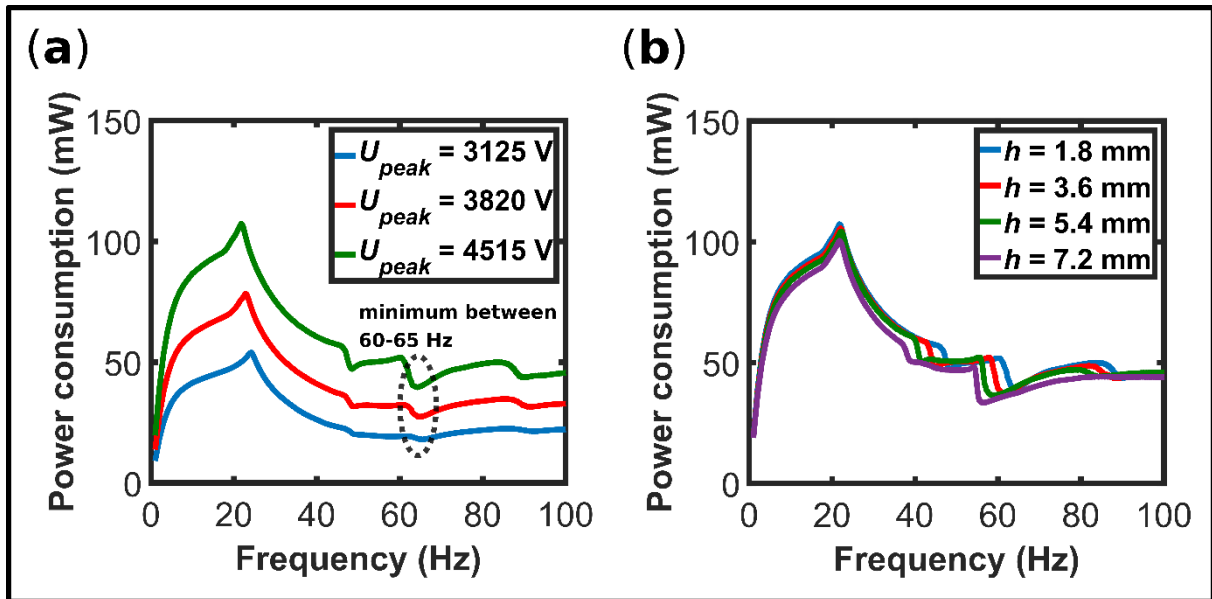 (a)
Power consumption (mW)
150
100
50
0
U_peak = 3125 V
U_peak = 3820 V
U_peak = 4515 V
minimum between
60-65 Hz
0 20 40 60 80 100
Frequency (Hz)
(b)
Power consumption (mW)
150
100
50
0
h = 1.8 mm
h = 3.6 mm
h = 5.4 mm
h = 7.2 mm
0 20 40 60 80 100
Frequency (Hz)